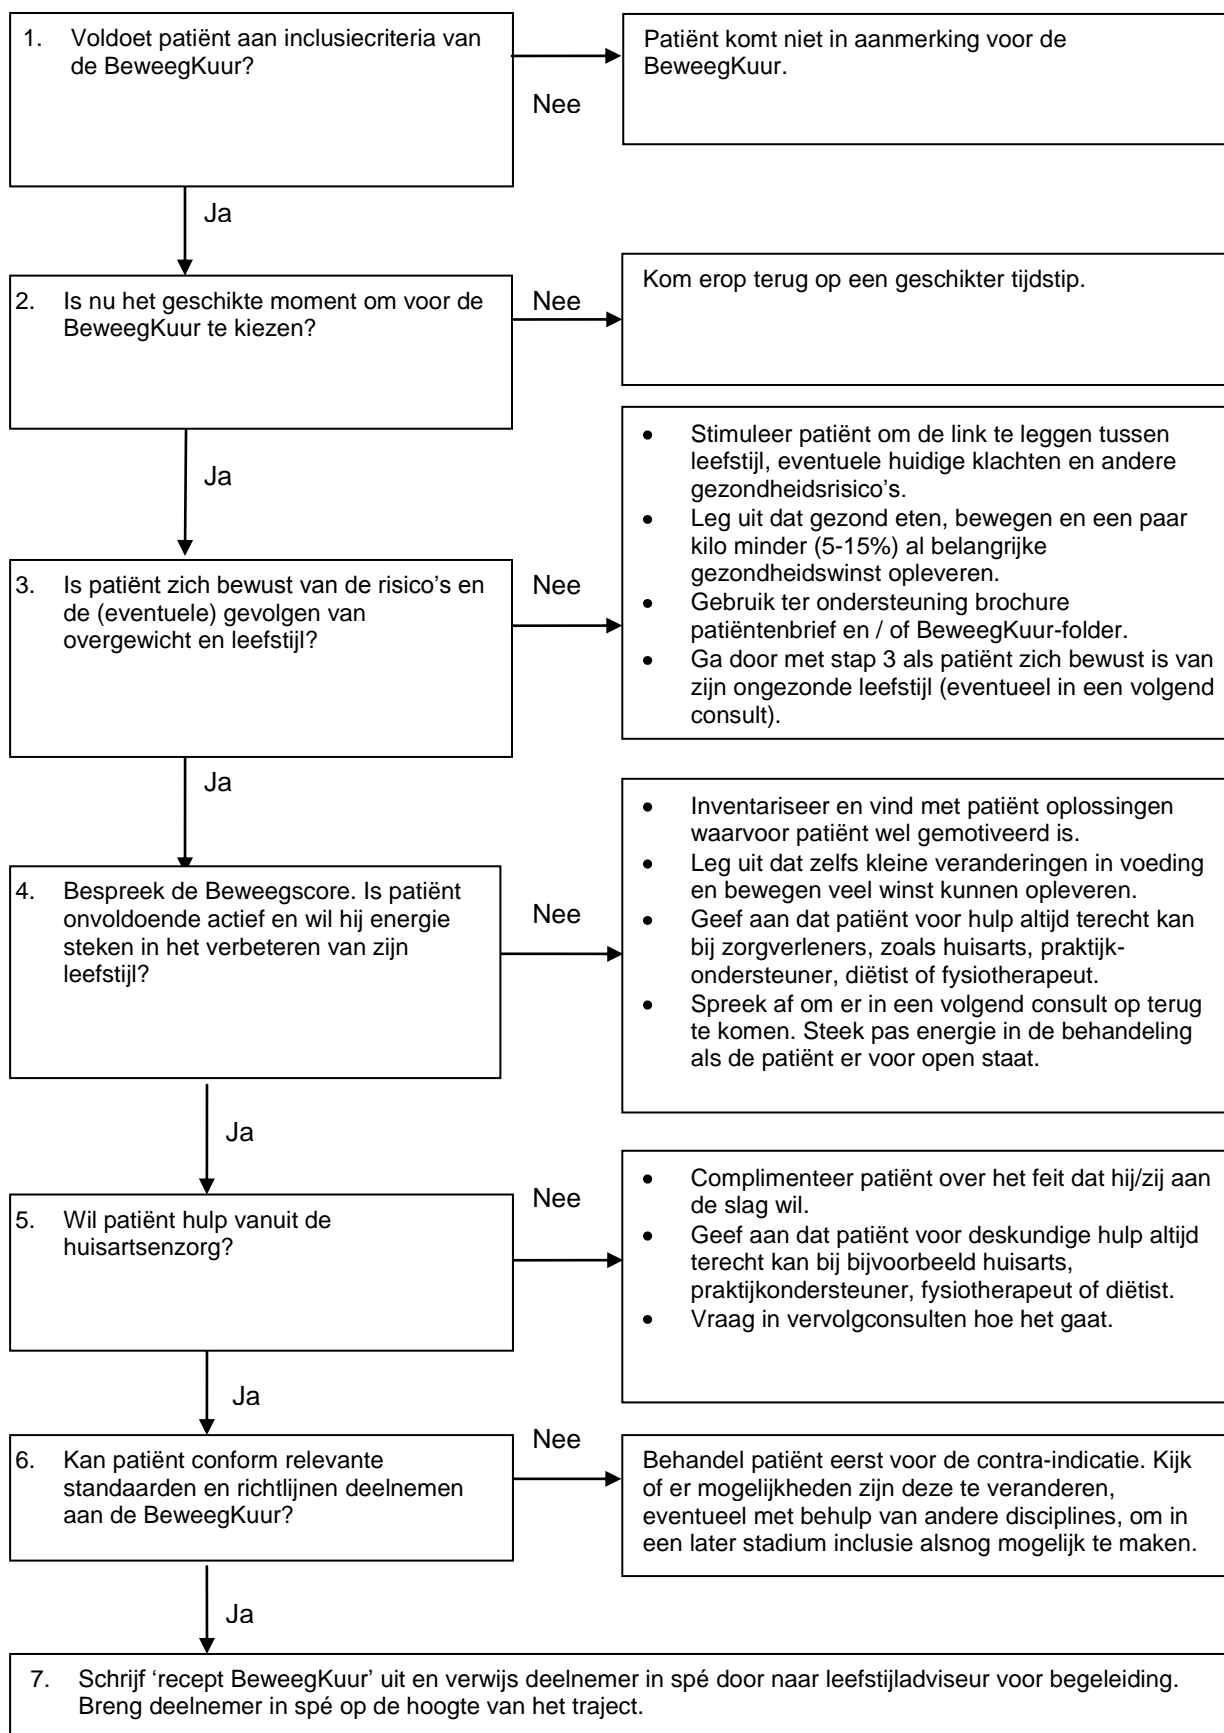 1. Voldoet patiënt aan inclusiecriteria van
de BeweegKuur?
Nee
Patiënt komt niet in aanmerking voor de
BeweegKuur.
Ja
2. Is nu het geschikte moment om voor de
BeweegKuur te kiezen?
Nee
Kom erop terug op een geschikter tijdstip.
Ja
3. Is patiënt zich bewust van de risico’s en
de (eventuele) gevolgen van
overgewicht en leefstijl?
Nee
• Stimuleer patiënt om de link te leggen tussen
leefstijl, eventuele huidige klachten en andere
gezondheidsrisico’s.
• Leg uit dat gezond eten, bewegen en een paar
kilo minder (5-15%) al belangrijke
gezondheidswinst opleveren.
• Gebruik ter ondersteuning brochure
patiëntenbrief en / of BeweegKuur-folder.
• Ga door met stap 3 als patiënt zich bewust is van
zijn ongezonde leefstijl (eventueel in een volgend
consult).
Ja
4. Bespreek de Beweegscore. Is patiënt
onvoldoende actief en wil hij energie
steken in het verbeteren van zijn
leefstijl?
Nee
• Inventariseer en vind met patiënt oplossingen
waarvoor patiënt wel gemotiveerd is.
• Leg uit dat zelfs kleine veranderingen in voeding
en bewegen veel winst kunnen opleveren.
• Geef aan dat patiënt voor hulp altijd terecht kan
bij zorgverleners, zoals huisarts, praktijk-
ondersteuner, diëtist of fysiotherapeut.
• Spreek af om er in een volgend consult op terug
te komen. Steek pas energie in de behandeling
als de patiënt er voor open staat.
Ja
5. Wil patiënt hulp vanuit de
huisartsenzorg?
Nee
• Complimenteer patiënt over het feit dat hij/zij aan
de slag wil.
• Geef aan dat patiënt voor deskundige hulp altijd
terecht kan bij bijvoorbeeld huisarts,
praktijkondersteuner, fysiotherapeut of diëtist.
• Vraag in vervolgconsulten hoe het gaat.
Ja
6. Kan patiënt conform relevante
standaarden en richtlijnen deelnemen
aan de BeweegKuur?
Nee
Behandel patiënt eerst voor de contra-indicatie. Kijk
of er mogelijkheden zijn deze te veranderen,
eventueel met behulp van andere disciplines, om in
een later stadium inclusie alsnog mogelijk te maken.
Ja
7. Schrijf ‘recept BeweegKuur’ uit en verwijs deelnemer in spé door naar leefstijladviseur voor begeleiding.
Breng deelnemer in spé op de hoogte van het traject.